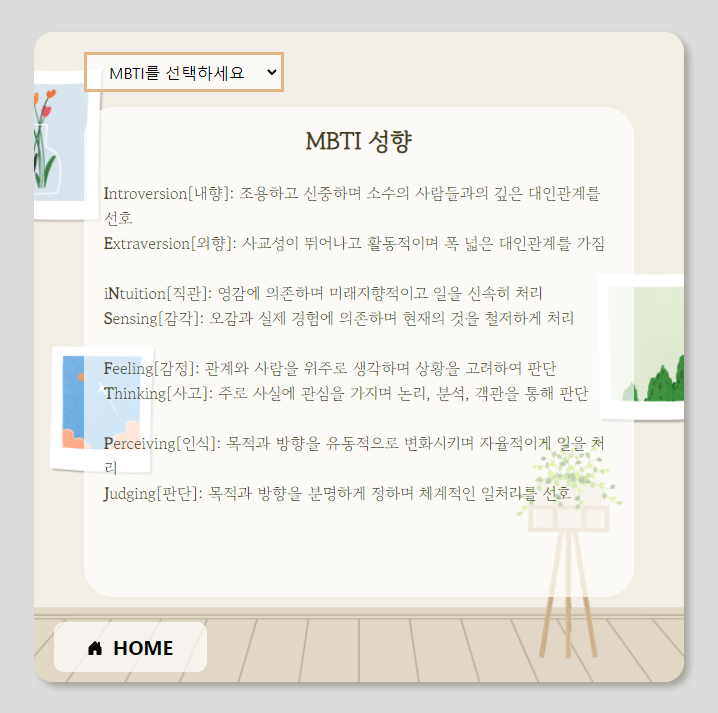 MBTI를 선택하세요
MBTI 성향
Introversion[내향]: 조용하고 신중하며 소수의 사람들과의 깊은 대인관계를
선호
Extraversion[외향]: 사교성이 뛰어나고 활동적이며 폭 넓은 대인관계를 가짐
iNtuition[직관]: 영감에 의존하며 미래지향적이고 일을 신속히 처리
Sensing[감각]: 오감과 실제 경험에 의존하며 현재의 것을 철저하게 처리
Feeling[감정]: 관계와 사람을 위주로 생각하며 상황을 고려하여 판단
Thinking[사고]: 주로 사실에 관심을 가지며 논리, 분석, 객관을 통해 판단
Perceiving[인식]: 목적과 방향을 유동적으로 변화시키며 자율적이게 일을 처
리
Judging[판단]: 목적과 방향을 분명하게 정하며 체계적인 일처리를 선호
HOME